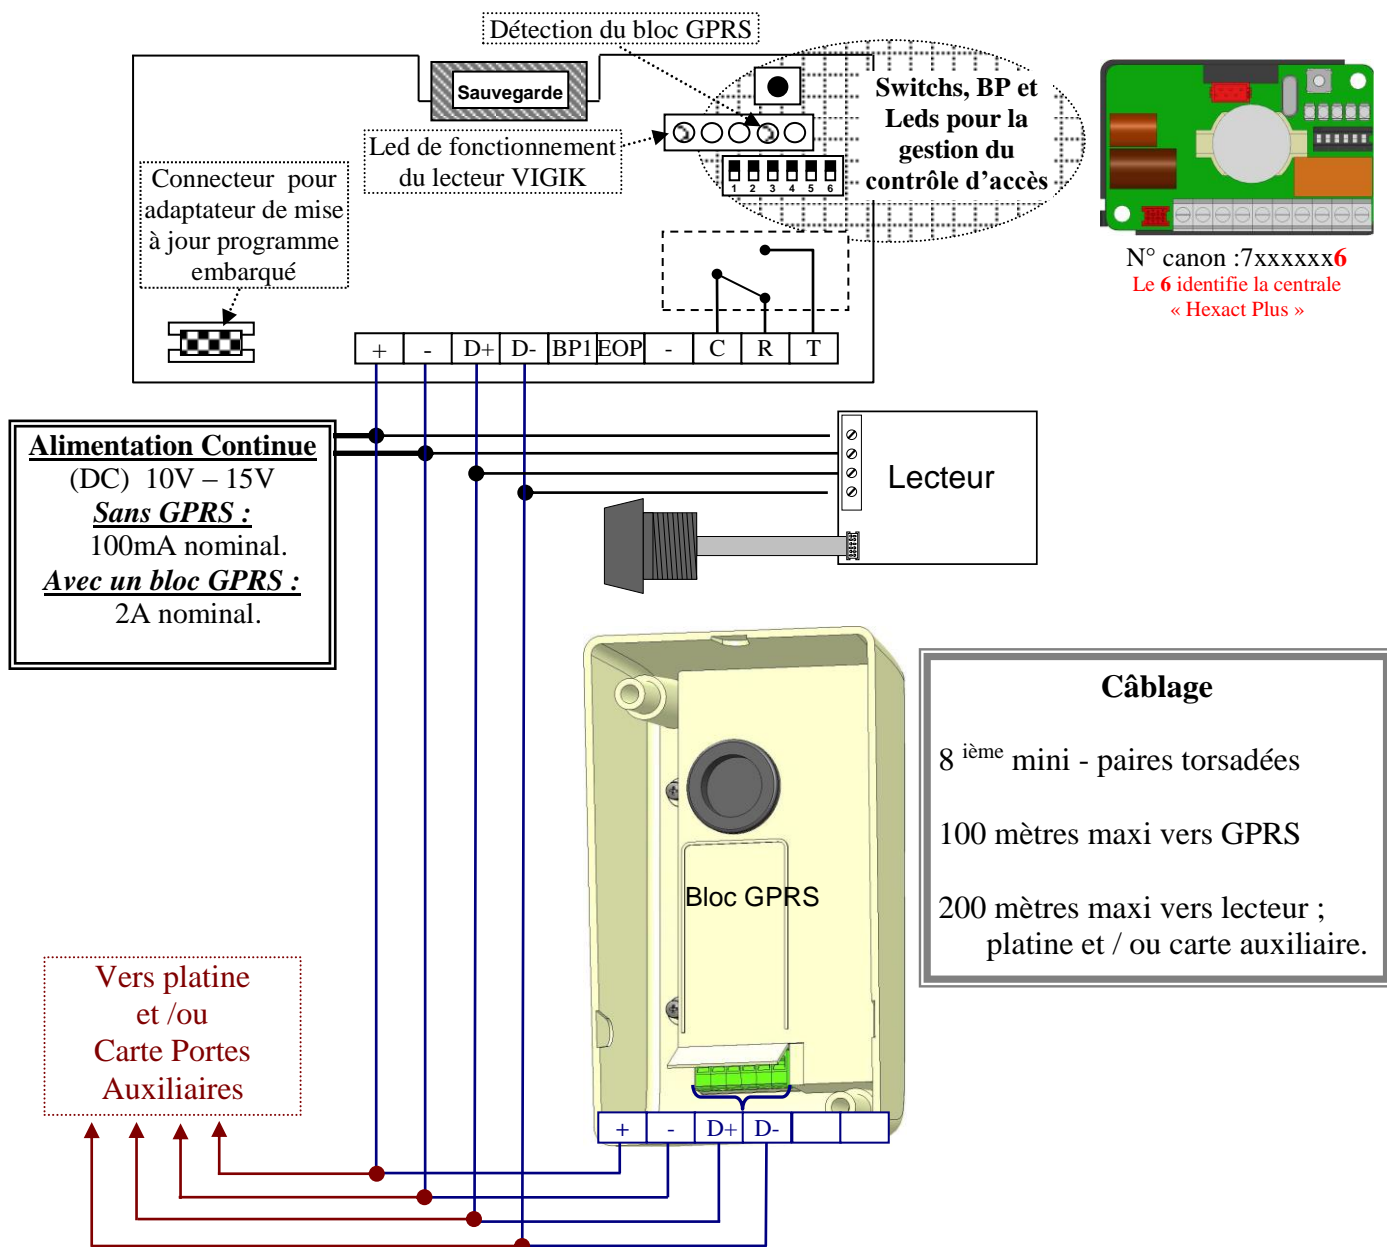 Détection du bloc GPRS
Sauvegarde
Switchs, BP et
Leds pour la
gestion du
contrôle d'accès
Led de fonctionnement
du lecteur VIGIK
1 2 3 4 5 6
Connecteur pour
adaptateur de mise
à jour programme
embarqué
N° canon :7xxxxxx6
Le 6 identifie la centrale
« Hexact Plus »
+ - D+ D- BP1 EOP - C R T
Alimentation Continue
(DC) 10V – 15V
Sans GPRS :
100mA nominal.
Avec un bloc GPRS :
2A nominal.
Lecteur
Câblage
8 ième mini - paires torsadées
100 mètres maxi vers GPRS
200 mètres maxi vers lecteur ;
platine et / ou carte auxiliaire.
Bloc GPRS
Vers platine
et /ou
Carte Portes
Auxiliaires
+ - D+ D-